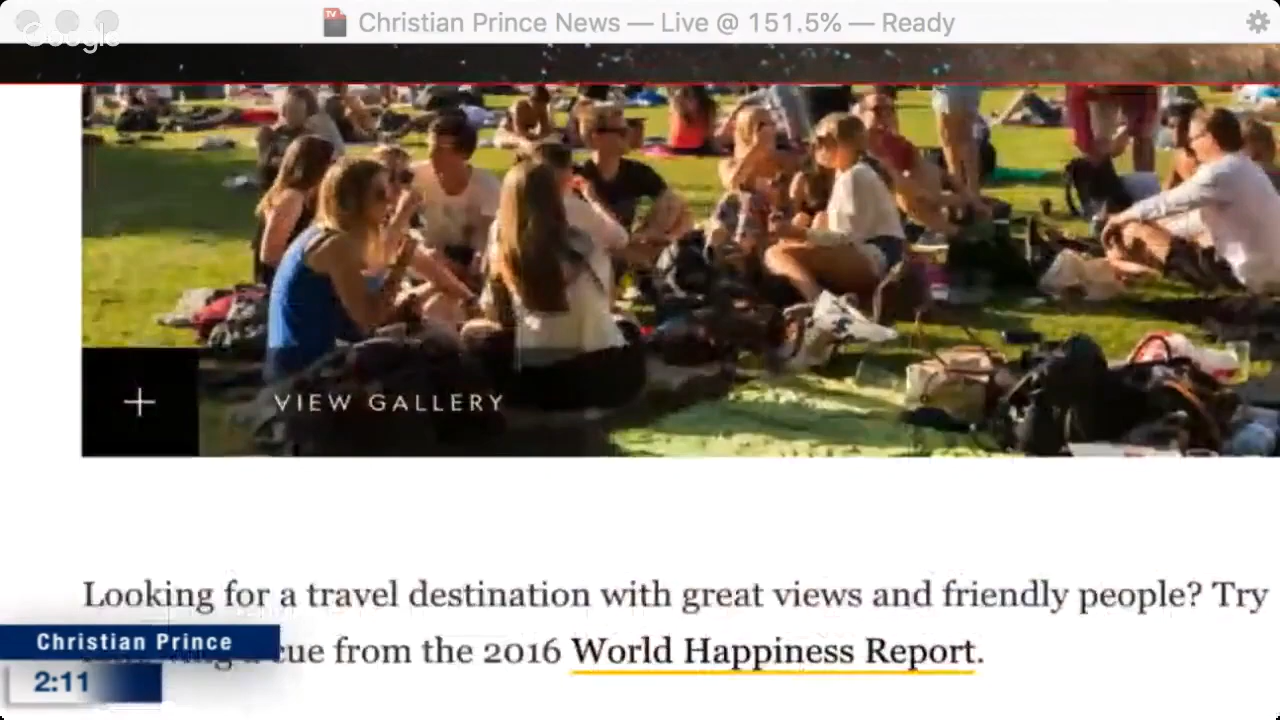 Christian Prince News — Live @ 151.5% — Ready
Google
VIEW GALLERY
Looking for a travel destination with great views and friendly people? Try
cue from the 2016 World Happiness Report.
Christian Prince
2:11